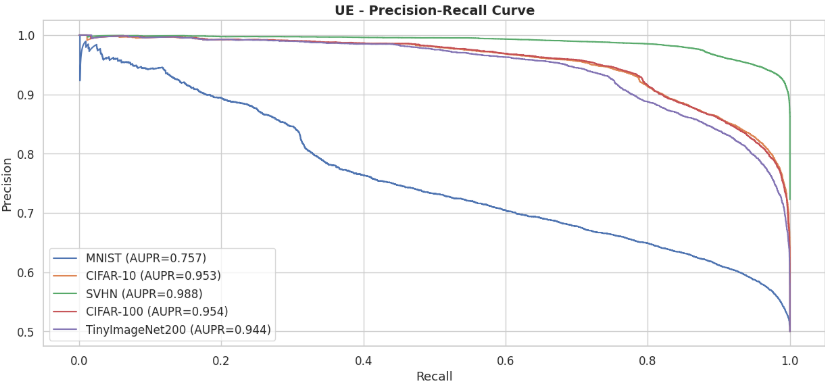 UE - Precision-Recall Curve
1.0
0.9
0.8
0.7
0.6
0.5
Precision
MNIST (AUPR=0.757)
CIFAR-10 (AUPR=0.953)
SVHN (AUPR=0.988)
CIFAR-100 (AUPR=0.954)
TinyImageNet200 (AUPR=0.944)
0.0 0.2 0.4 0.6 0.8 1.0
Recall